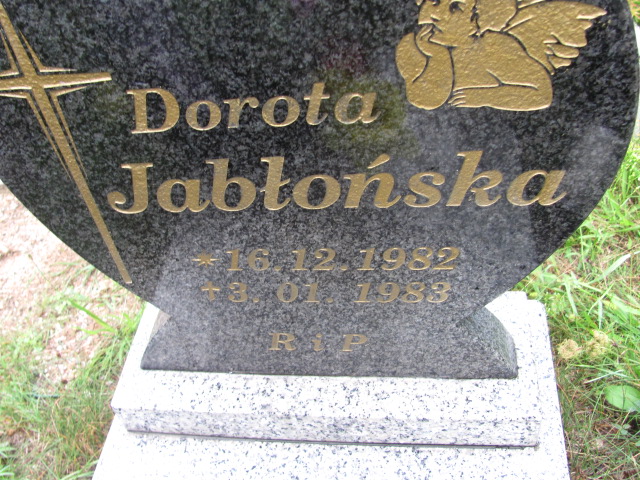 Dorota
Jabłońska
*16.12.1982
†3. 01. 1983
R i P